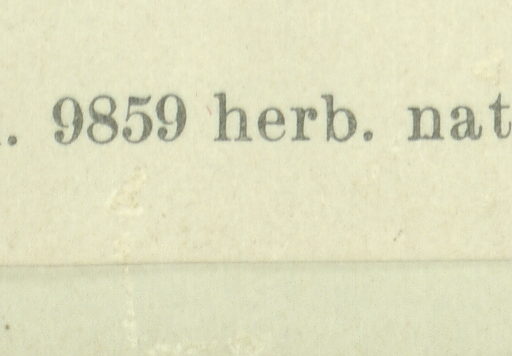 . 9859 herb. nat